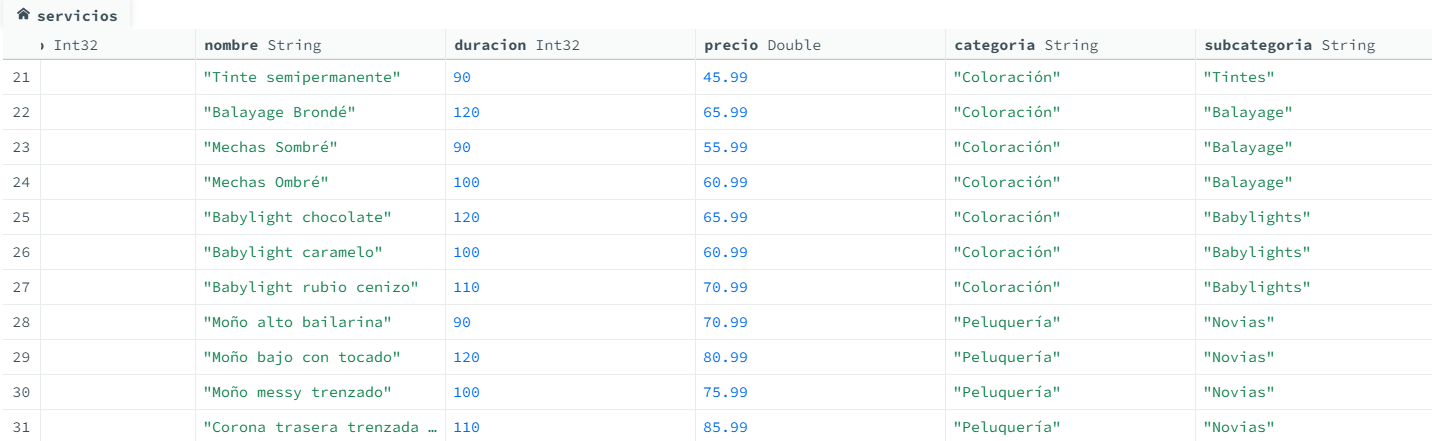 servicios
Int32 nombre String duracion Int32 precio Double categoria String subcategoria String
21 "Tinte semipermanente" 90 45.99 "Coloración" "Tintes"
22 "Balayage Brondé" 120 65.99 "Coloración" "Balayage"
23 "Mechas Sombré" 90 55.99 "Coloración" "Balayage"
24 "Mechas Ombré" 100 60.99 "Coloración" "Balayage"
25 "Babylight chocolate" 120 65.99 "Coloración" "Babylights"
26 "Babylight caramelo" 100 60.99 "Coloración" "Babylights"
27 "Babylight rubio cenizo" 110 70.99 "Coloración" "Babylights"
28 "Moño alto bailarina" 90 70.99 "Peluquería" "Novias"
29 "Moño bajo con tocado" 120 80.99 "Peluquería" "Novias"
30 "Moño messy trenzado" 100 75.99 "Peluquería" "Novias"
31 "Corona trasera trenzada … 110 85.99 "Peluquería" "Novias"